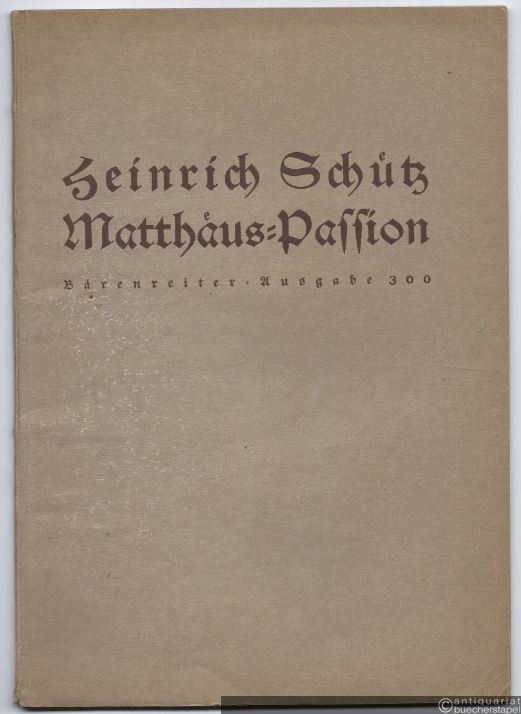 Heinrich Schütz
Matthäus-Passion
Bärenreiter-Ausgabe 300
©antiquariat
buecherstapel